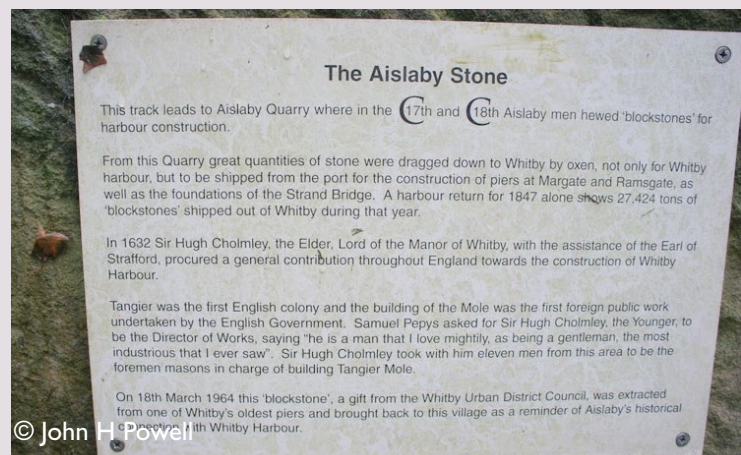 The Aislaby Stone
This track leads to Aislaby Quarry where in the C17th and C18th Aislaby men hewed 'blockstones' for
harbour construction.
From this Quarry great quantities of stone were dragged down to Whitby by oxen, not only for Whitby
harbour, but to be shipped from the port for the construction of piers at Margate and Ramsgate, as
well as the foundations of the Strand Bridge. A harbour return for 1847 alone shows 27,424 tons of
'blockstones' shipped out of Whitby during that year.
In 1632 Sir Hugh Cholmley, the Elder, Lord of the Manor of Whitby, with the assistance of the Earl of
Strafford, procured a general contribution throughout England towards the construction of Whitby
Harbour.
Tangier was the first English colony and the building of the Mole was the first foreign public work
undertaken by the English Government. Samuel Pepys asked for Sir Hugh Cholmley, the Younger, to
be the Director of Works, saying "he is a man that I love mightily, as being a gentleman, the most
industrious that I ever saw". Sir Hugh Cholmley took with him eleven men from this area to be the
foremen masons in charge of building Tangier Mole.
On 18th March 1964 this 'blockstone', a gift from the Whitby Urban District Council, was extracted
from one of Whitby's oldest piers and brought back to this village as a reminder of Aislaby's historical
connection with Whitby Harbour.
© John H Powell